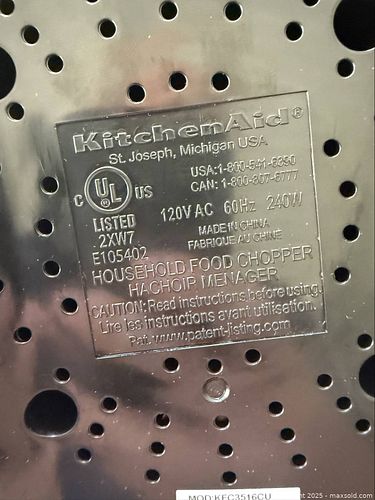 KitchenAid®
St. Joseph, Michigan USA
USA:1-800-541-6390
CAN: 1-800-807-6777
C UL ® US
LISTED
2XW7
E105402
120V AC 60Hz 240W
MADE IN CHINA
FABRIQUÉ AU CHINE
HOUSEHOLD FOOD CHOPPER
HACHOIR MENAGER
CAUTION: Read instructions before using.
Lire les instructions avant utilisation.
Pat. www.patent-listing.com
MOD:KFC3516CU
2025 - maxsold.com